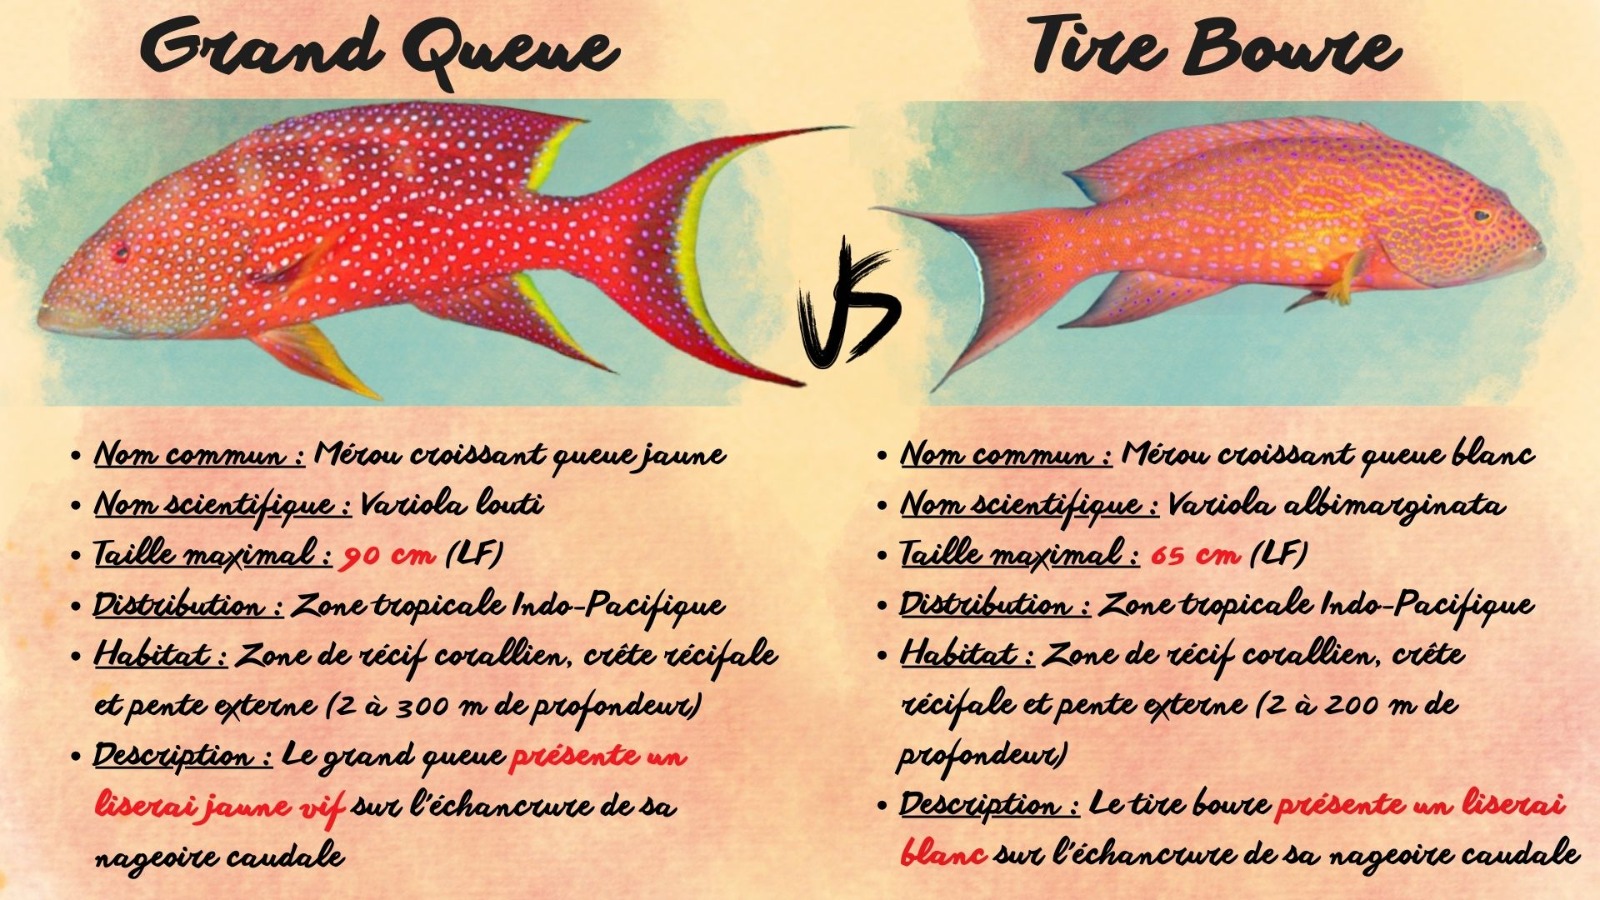 Grand Queue
Tire Boure
VS
• Nom commun : Mérou croissant queue jaune
• Nom scientifique : Variola louti
• Taille maximal : 90 cm (LF)
• Distribution : Zone tropicale Indo-Pacifique
• Habitat : Zone de récif corallien, crête récifale
et pente externe (2 à 300 m de profondeur)
• Description : Le grand queue présente un
liserai jaune vif sur l'échancrure de sa
nageoire caudale
• Nom commun : Mérou croissant queue blanc
• Nom scientifique : Variola albimarginata
• Taille maximal : 65 cm (LF)
• Distribution : Zone tropicale Indo-Pacifique
• Habitat : Zone de récif corallien, crête
récifale et pente externe (2 à 200 m de
profondeur)
• Description : Le tire boure présente un liserai
blanc sur l'échancrure de sa nageoire caudale